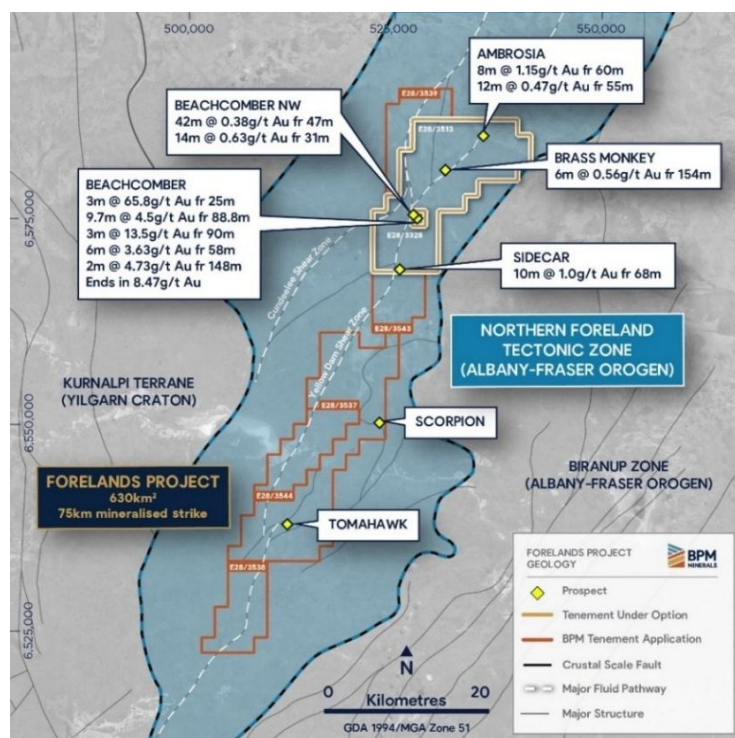 500,000
525,000
550,000
AMBROSIA
8m @ 1.15g/t Au fr 60m
12m @ 0.47g/t Au fr 55m
E28/3539
BEACHCOMBER NW
42m @ 0.38g/t Au fr 47m
14m @ 0.63g/t Au fr 31m
E28/3513
BRASS MONKEY
6m @ 0.56g/t Au fr 154m
BEACHCOMBER
3m @ 65.8g/t Au fr 25m
9.7m @ 4.5g/t Au fr 88.8m
3m @ 13.5g/t Au fr 90m
6m @ 3.63g/t Au fr 58m
2m @ 4.73g/t Au fr 148m
Ends in 8.47g/t Au
6,575,000
E28/3328
SIDECAR
10m @ 1.0g/t Au fr 68m
Cundeelee Shear Zone
E28/3543
NORTHERN FORELAND
TECTONIC ZONE
(ALBANY-FRASER OROGEN)
Yellow Dam Shear Zone
KURNALPI TERRANE
(YILGARN CRATON)
E28/3537
SCORPION
6,550,000
BIRANUP ZONE
(ALBANY-FRASER OROGEN)
FORELANDS PROJECT
630km²
75km mineralised strike
E28/3544
TOMAHAWK
E28/3538
6,525,000
N
0
20
Kilometres
GDA 1994/MGA Zone 51
FORELANDS PROJECT
GEOLOGY
BPM
MINERALS
Prospect
Tenement Under Option
BPM Tenement Application
Crustal Scale Fault
Major Fluid Pathway
Major Structure